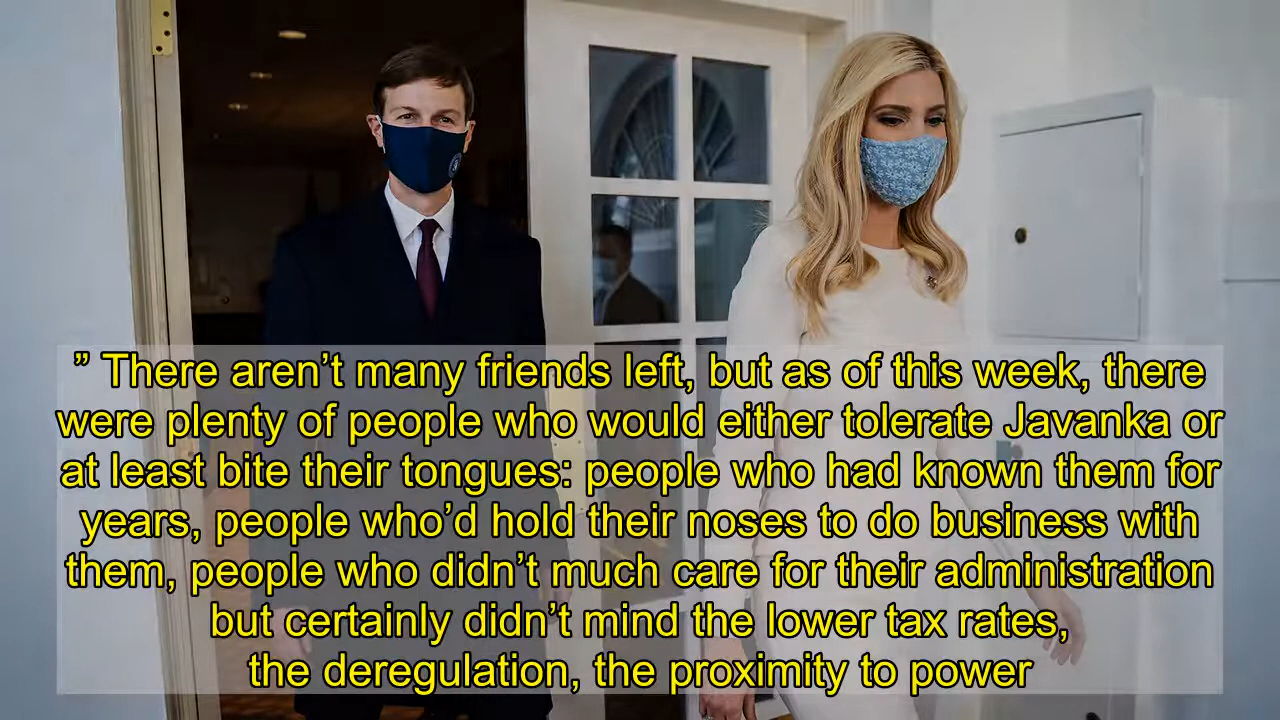 ” There aren’t many friends left, but as of this week, there
were plenty of people who would either tolerate Javanka or
at least bite their tongues: people who had known them for
years, people who’d hold their noses to do business with
them, people who didn’t much care for their administration
but certainly didn’t mind the lower tax rates,
the deregulation, the proximity to power